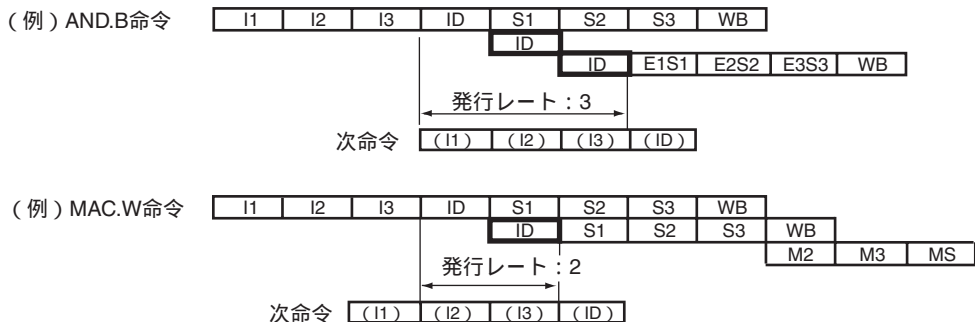 （例）AND.B命令 I1 I2 I3 ID S1 S2 S3 WB
ID
ID E1S1 E2S2 E3S3 WB
発行レート：3
次命令 （I1） （I2） （I3） （ID）
（例）MAC.W命令 I1 I2 I3 ID S1 S2 S3 WB
ID S1 S2 S3 WB
M2 M3 MS
発行レート：2
次命令 （I1） （I2） （I3） （ID）